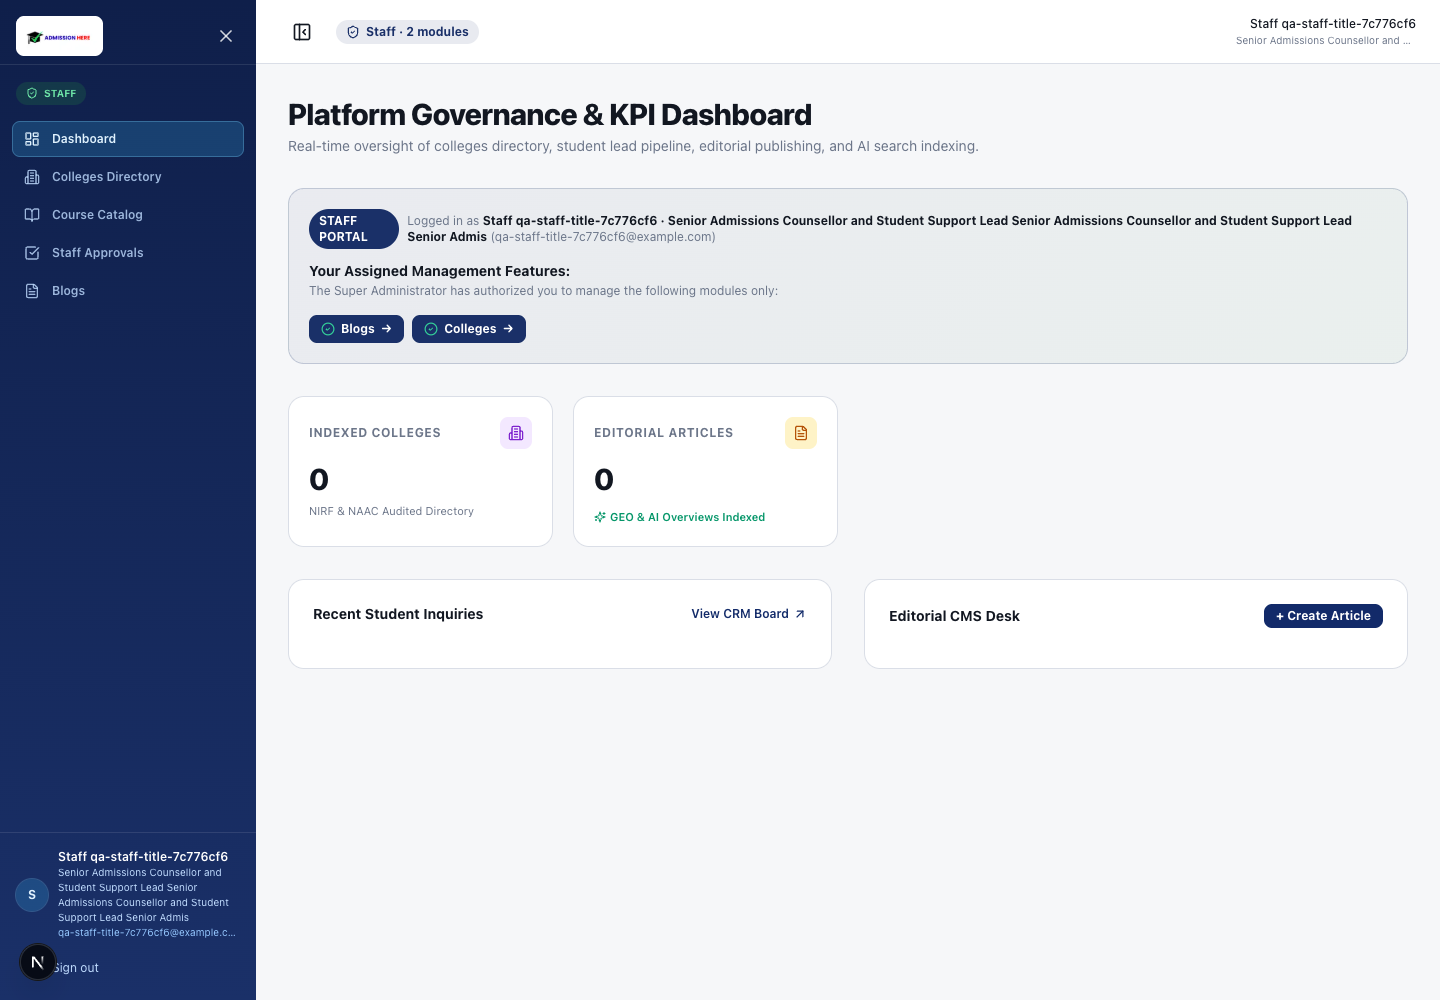 ADMISSION HERE
STAFF
Dashboard
Colleges Directory
Course Catalog
Staff Approvals
Blogs
Staff qa-staff-title-7c776cf6
Senior Admissions Counsellor and
Student Support Lead Senior
Admissions Counsellor and Student
Support Lead Senior Admis
qa-staff-title-7c776cf6@example.c...
N
Sign out
S
Staff · 2 modules
Staff qa-staff-title-7c776cf6
Senior Admissions Counsellor and ...
Platform Governance & KPI Dashboard
Real-time oversight of colleges directory, student lead pipeline, editorial publishing, and AI search indexing.
STAFF
PORTAL
Logged in as Staff qa-staff-title-7c776cf6 · Senior Admissions Counsellor and Student Support Lead Senior Admissions Counsellor and Student Support Lead
Senior Admis (qa-staff-title-7c776cf6@example.com)
Your Assigned Management Features:
The Super Administrator has authorized you to manage the following modules only:
Blogs →
Colleges →
INDEXED COLLEGES
0
NIRF & NAAC Audited Directory
EDITORIAL ARTICLES
0
GEO & AI Overviews Indexed
Recent Student Inquiries
View CRM Board
Editorial CMS Desk
+ Create Article